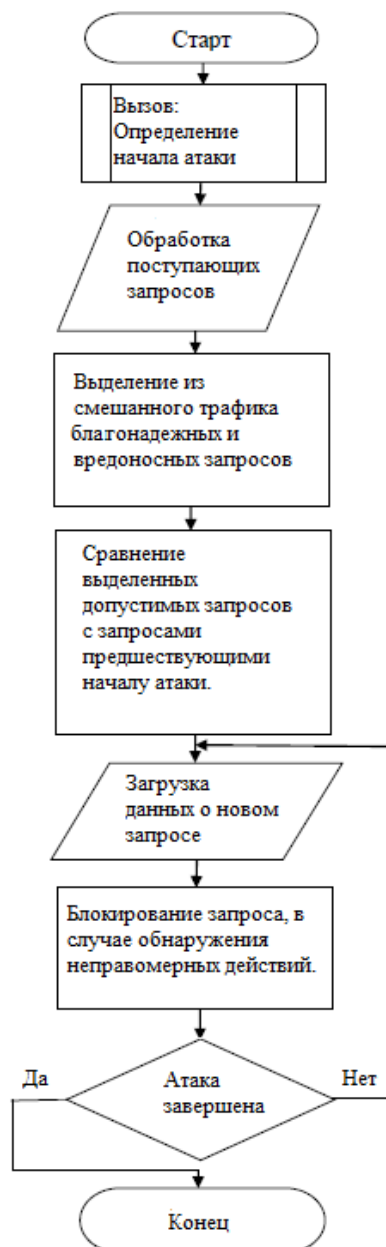 Старт
Вызов:
Определение
начала атаки
Обработка
поступающих
запросов
Выделение из
смешанного трафика
благонадежных и
вредоносных запросов
Сравнение
выделенных
допустимых запросов
с запросами
предшествующими
началу атаки.
Загрузка
данных о новом
запросе
Блокирование запроса, в
случае обнаружения
неправомерных действий.
Да
Атака
завершена
Нет
Конец